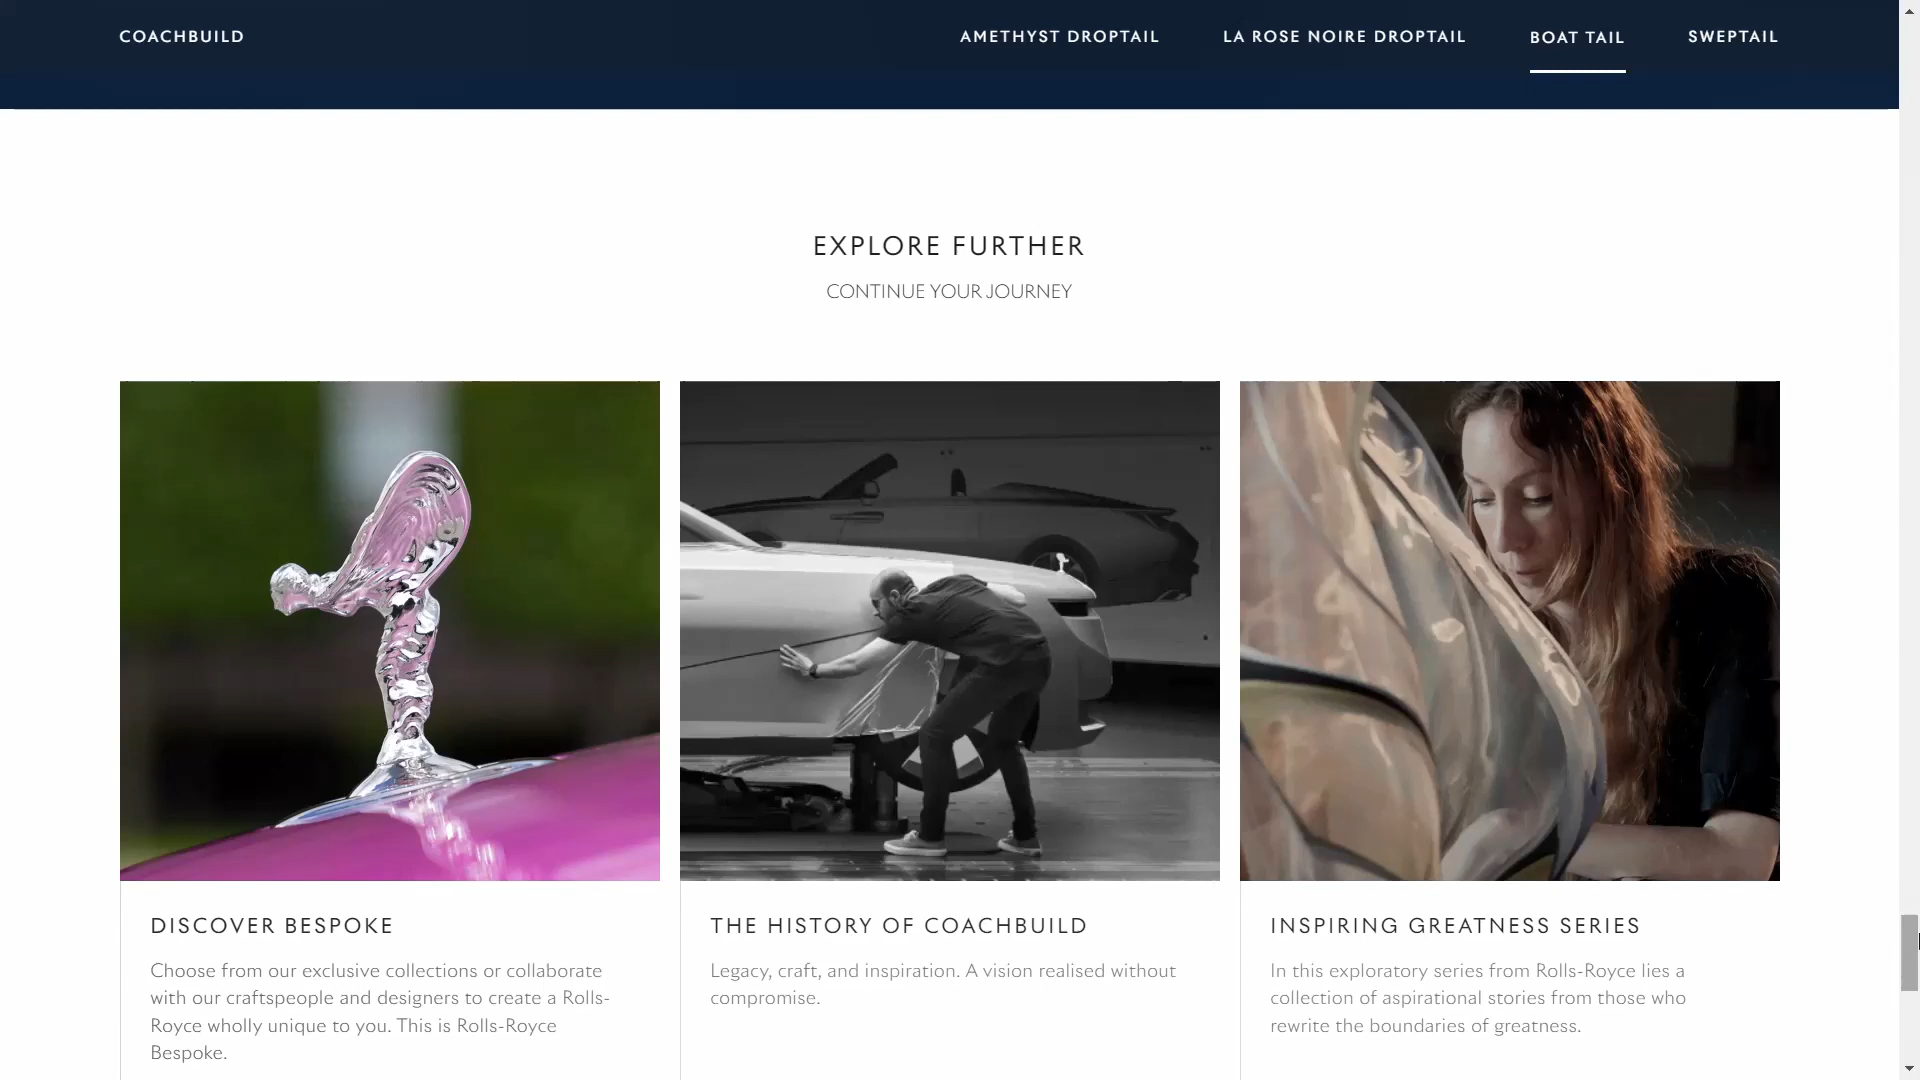 COACHBUILD
AMETHYST DROPTAIL
LA ROSE NOIRE DROPTAIL
BOAT TAIL
SWEPTAIL
EXPLORE FURTHER
CONTINUE YOUR JOURNEY
DISCOVER BESPOKE
Choose from our exclusive collections or collaborate
with our craftspeople and designers to create a Rolls-
Royce wholly unique to you. This is Rolls-Royce
Bespoke.
THE HISTORY OF COACHBUILD
Legacy, craft, and inspiration. A vision realised without
compromise.
INSPIRING GREATNESS SERIES
In this exploratory series from Rolls-Royce lies a
collection of aspirational stories from those who
rewrite the boundaries of greatness.